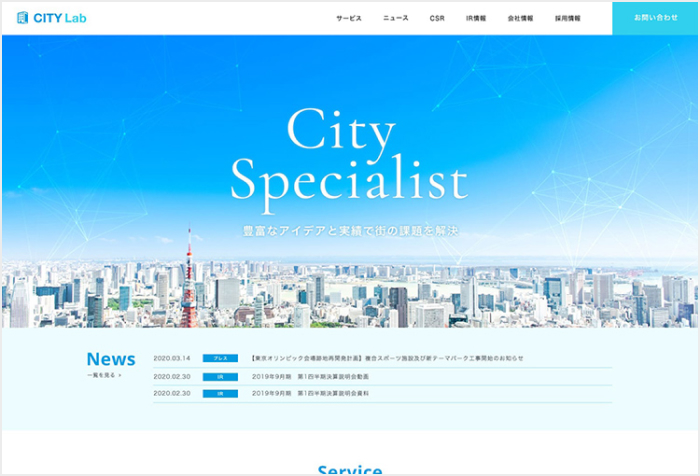 CITY Lab
サービス ニュース CSR IR情報 会社情報 採用情報 お問い合わせ
City
Specialist
豊富なアイデアと実績で街の課題を解決
News
一覧を見る >
2020.03.14 プレス 【東京オリンピック会場跡地再開発計画】複合スポーツ施設及び新テーマパーク工事開始のお知らせ
2020.02.30 IR 2019年9月期 第1四半期決算説明会動画
2020.02.30 IR 2019年9月期 第1四半期決算説明会資料
Service